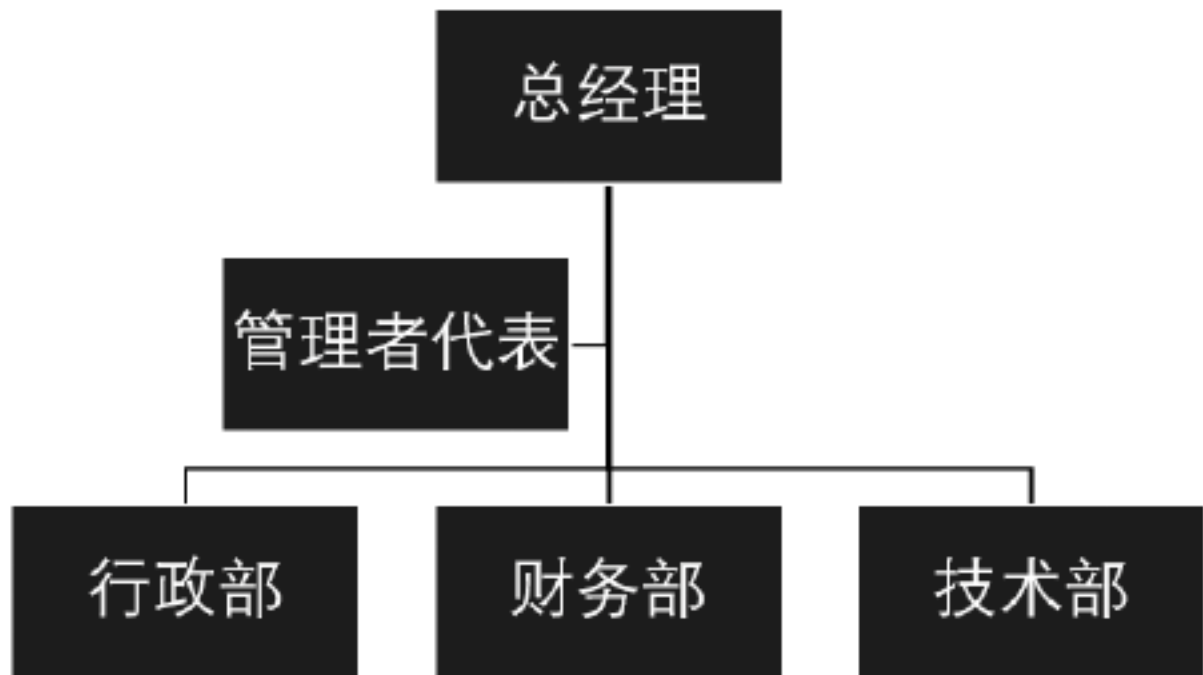 总经理
管理者代表
行政部
财务部
技术部